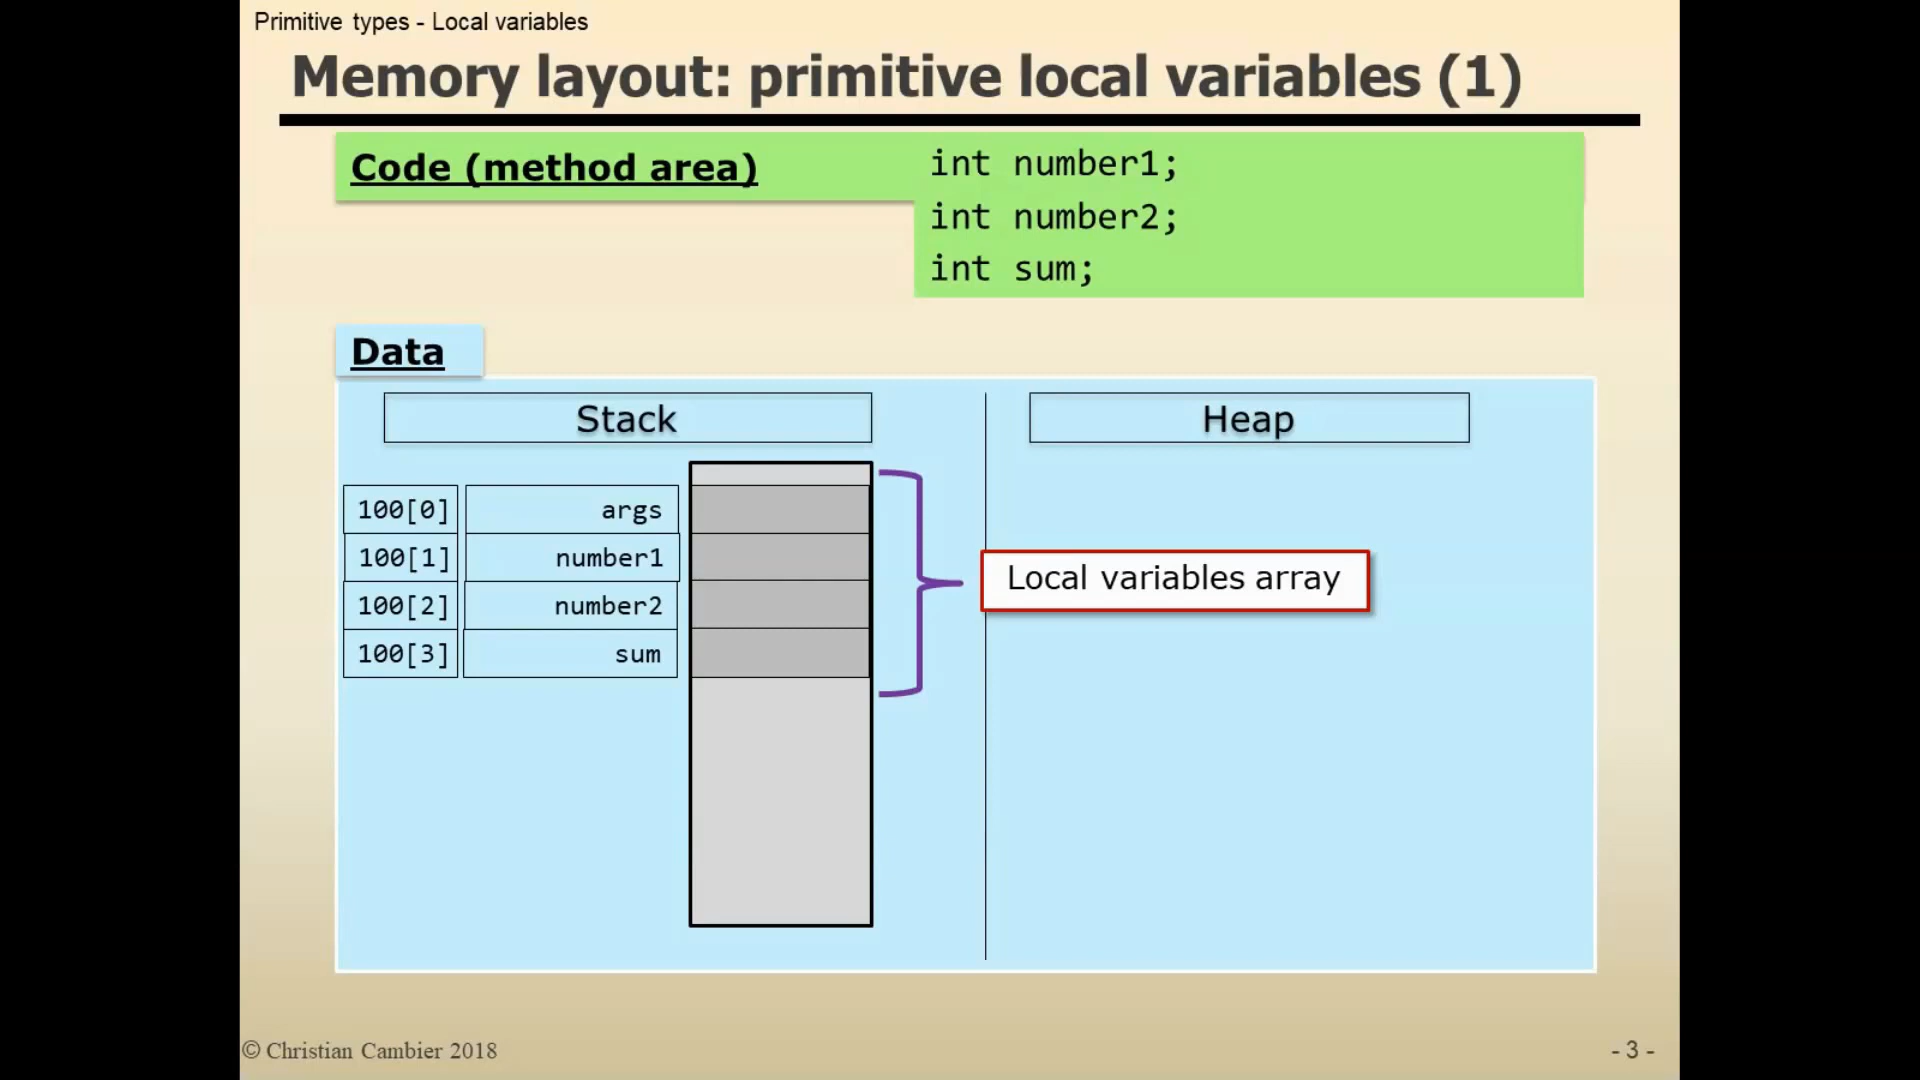 Primitive types - Local variables
Memory layout: primitive local variables (1)
Code (method area)
int number1;
int number2;
int sum;
Data
Stack
Heap
100[0] args
100[1] number1
100[2] number2
100[3] sum
Local variables array
© Christian Cambier 2018
- 3 -